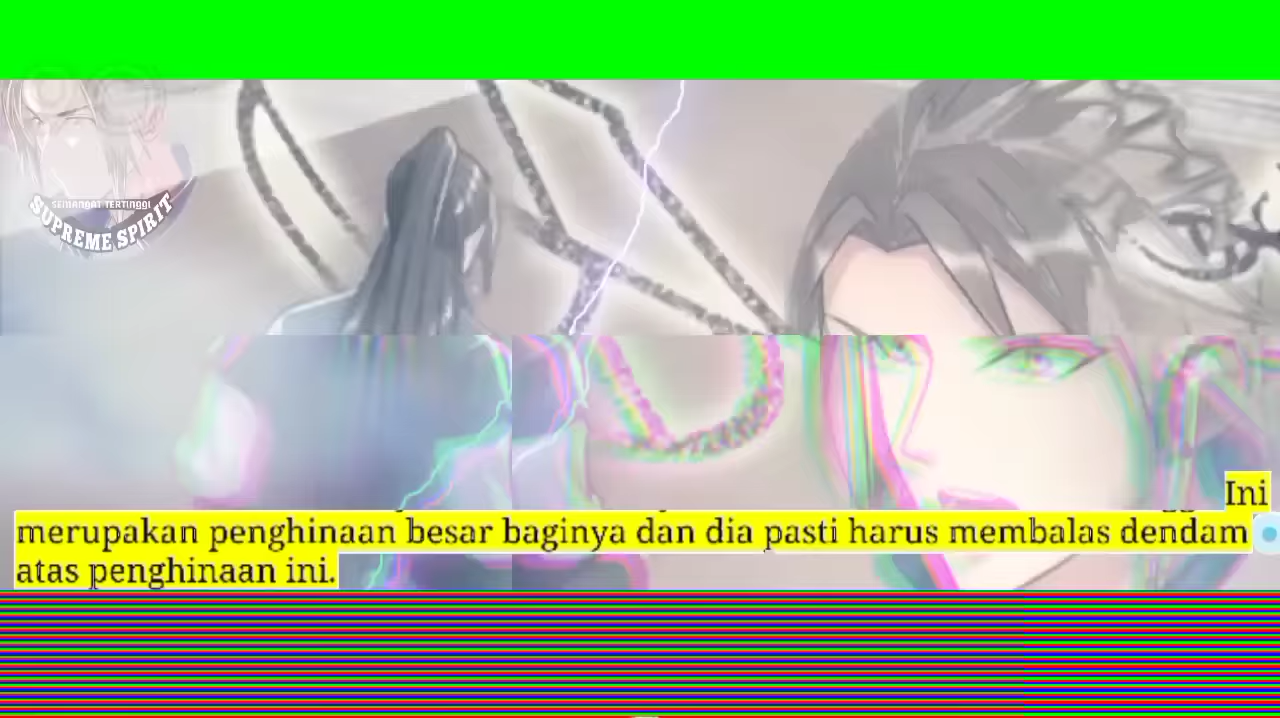 SEMANGAT TERTINGGI
SUPREME SPIRIT
Ini
merupakan penghinaan besar baginya dan dia pasti harus membalas dendam
atas penghinaan ini.